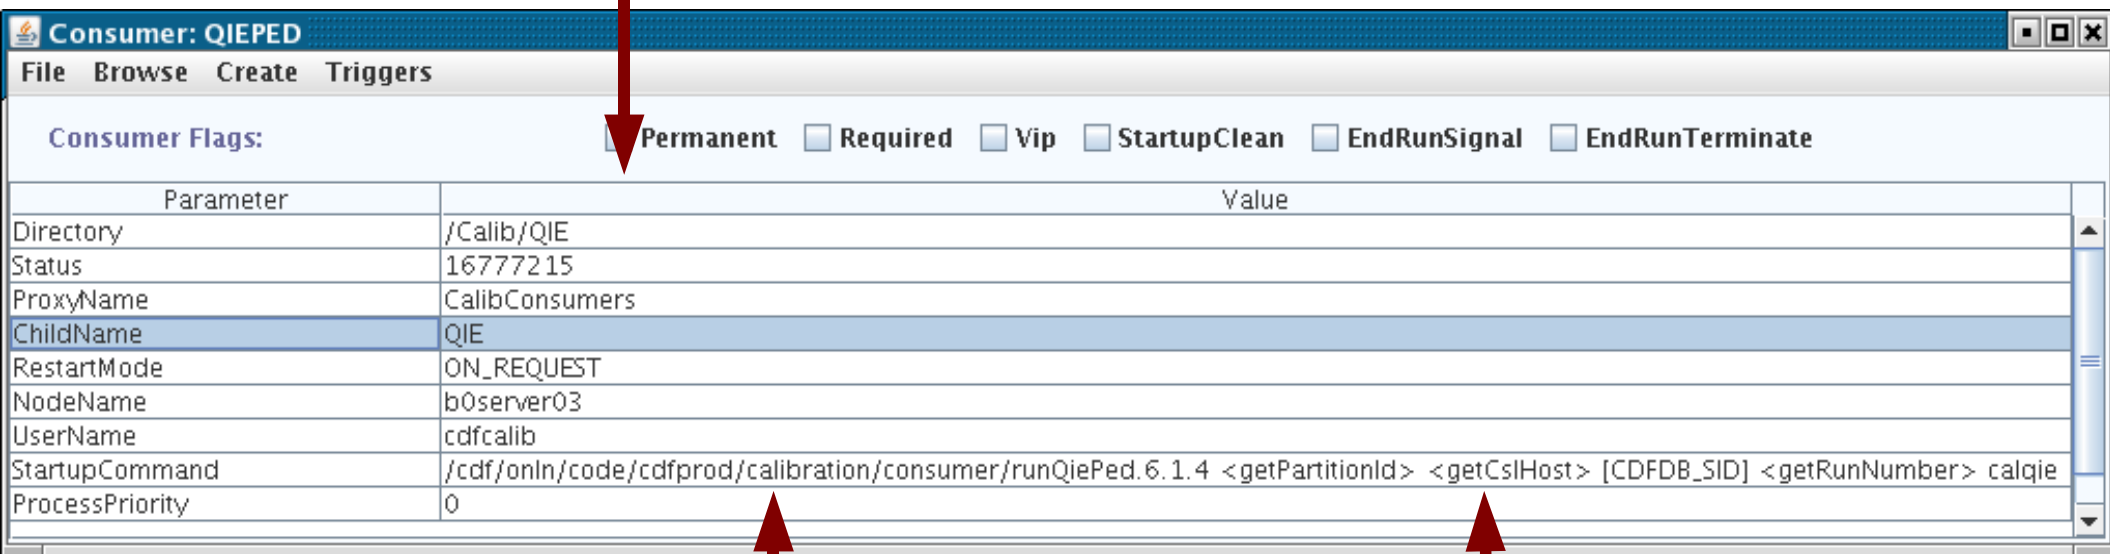 Consumer: QIEPED
File Browse Create Triggers
Consumer Flags: Permanent Required Vip StartupClean EndRunSignal EndRunTerminate
Parameter Value
Directory /Calib/QIE
Status 16777215
ProxyName CalibConsumers
ChildName QIE
RestartMode ON_REQUEST
NodeName b0server03
UserName cdfcalib
StartupCommand /cdf/onln/code/cdfprod/calibration/consumer/runQiePed.6.1.4 <getPartitionId> <getCslHost> [CDFDB_SID] <getRunNumber> calqie
ProcessPriority 0